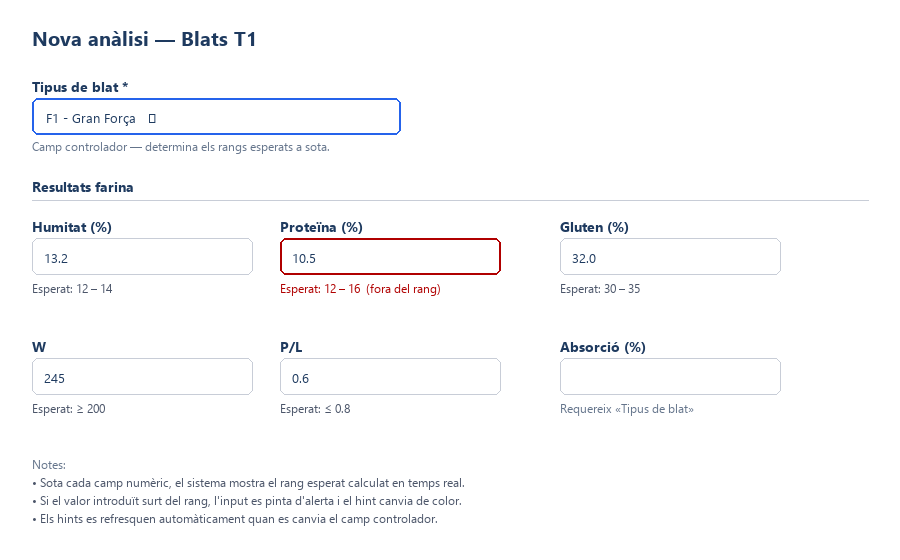 Nova anàlisi — Blats T1
Tipus de blat *
F1 - Gran Força ▯
Camp controlador — determina els rangs esperats a sota.
Resultats farina
Humitat (%) Proteïna (%) Gluten (%)
13.2 10.5 32.0
Esperat: 12 – 14 Esperat: 12 – 16 (fora del rang) Esperat: 30 – 35
W P/L Absorció (%)
245 0.6
Esperat: ≥ 200 Esperat: ≤ 0.8 Requereix «Tipus de blat»
Notes:
• Sota cada camp numèric, el sistema mostra el rang esperat calculat en temps real.
• Si el valor introduït surt del rang, l'input es pinta d'alerta i el hint canvia de color.
• Els hints es refresquen automàticament quan es canvia el camp controlador.